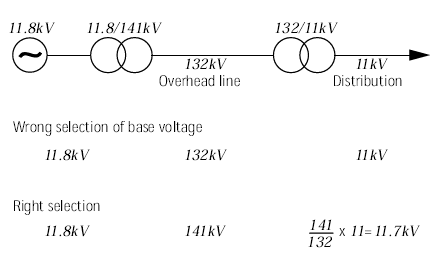 11.8kV 11.8/141kV 132/11kV
132kV 11kV
Overhead line Distribution
Wrong selection of base voltage
11.8kV 132kV 11kV
Right selection
11.8kV 141kV 141/132 x 11= 11.7kV